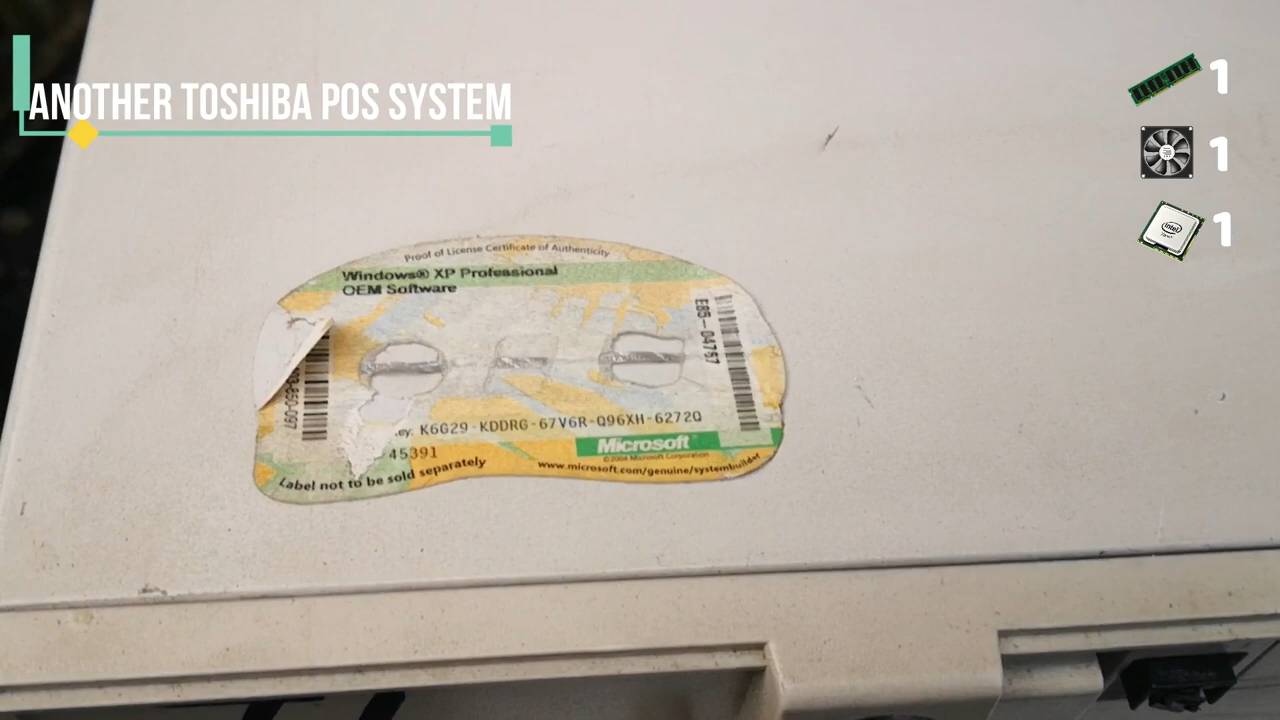 ANOTHER TOSHIBA POS SYSTEM
1
1
intel
1
Proof of License Certificate of Authenticity
Windows® XP Professional
OEM Software
E85-04757
K6G29-KDDRG-67V6R-Q96XH-6272Q
45391
Microsoft®
©2004 Microsoft Corporation
Label not to be sold separately
www.microsoft.com/genuine/systembuilder